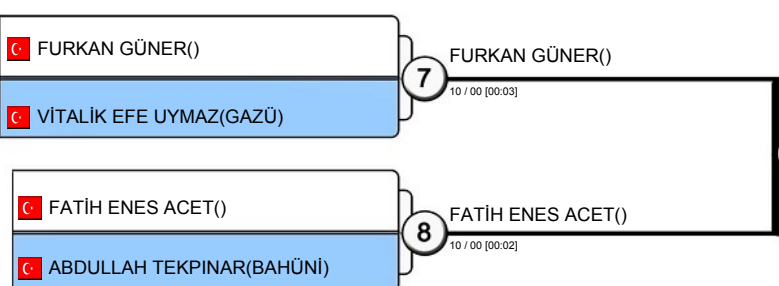 FURKAN GÜNER()
VİTALİK EFE UYMAZ(GAZÜ)
7
FURKAN GÜNER()
10 / 00 [00:03]
FATİH ENES ACET()
ABDULLAH TEKPINAR(BAHÜNİ)
8
FATİH ENES ACET()
10 / 00 [00:02]